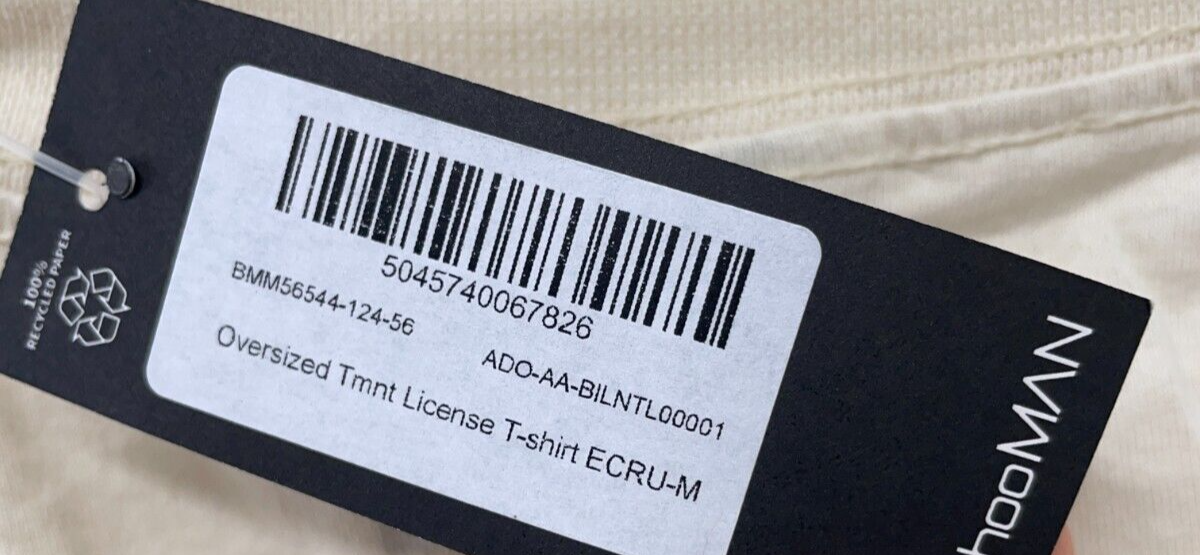 5045740067826
BMM56544-124-56
ADO-AA-BILNTL00001
Oversized Tmnt License T-shirt ECRU-M
100%
RECYCLED PAPER
hooMAN